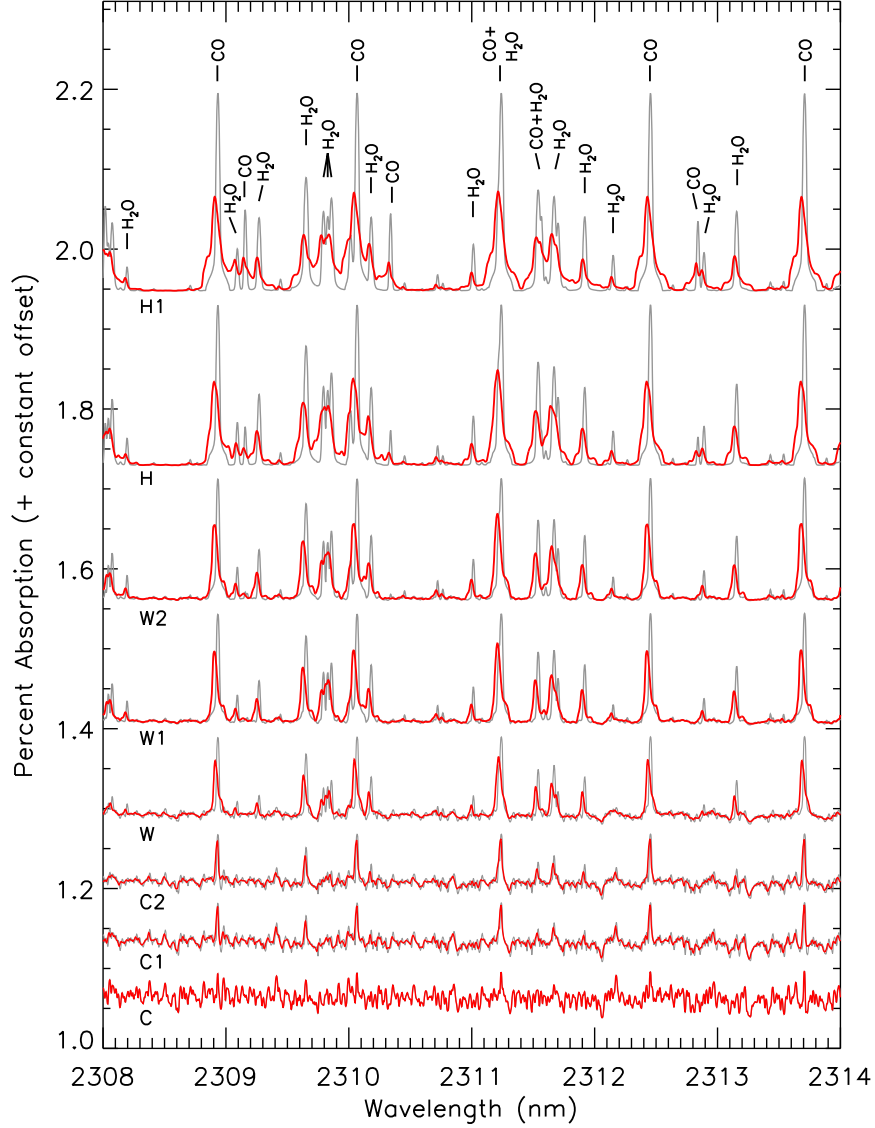 CO CO CO+ H₂O CO CO
H₂O H₂O CO H₂O H₂O H₂O H₂O CO H₂O CO+H₂O H₂O H₂O H₂O CO H₂O H₂O
2.2
2.0
H1
1.8
H
1.6
W2
1.4
W1
W
1.2
C2
C1
C
1.0
Percent Absorption (+ constant offset)
2308 2309 2310 2311 2312 2313 2314
Wavelength (nm)